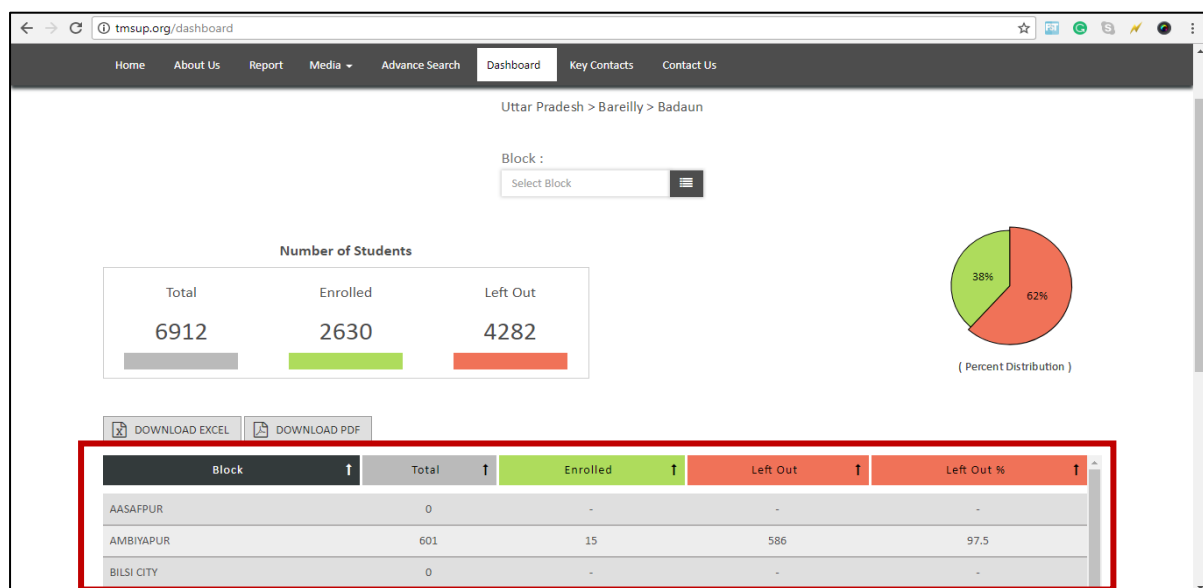 tmsup.org/dashboard
Home About Us Report Media Advance Search Dashboard Key Contacts Contact Us
Uttar Pradesh > Bareilly > Badaun
Block :
Select Block
Number of Students
Total Enrolled Left Out
6912 2630 4282
38%
62%
( Percent Distribution )
DOWNLOAD EXCEL DOWNLOAD PDF
Block Total Enrolled Left Out Left Out %
AASAFPUR 0 - - -
AMBIYAPUR 601 15 586 97.5
BILSI CITY 0 - - -